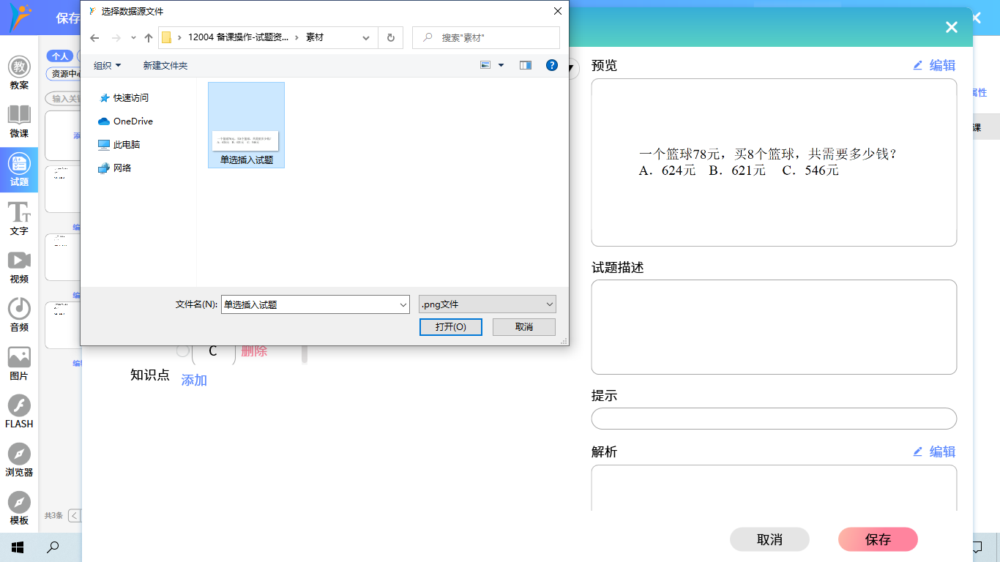 保存
选择数据源文件
12004 备课操作-试题资... 素材
搜索"素材"
组织
新建文件夹
快速访问
OneDrive
此电脑
网络
单选插入试题
文件名(N):
单选插入试题
.png文件
打开(O)
取消
教
教案
微课
试题
文字
视频
音频
图片
FLASH
浏览器
模板
个人
资源中心
输入关键
添
编辑
编辑
编辑
共3条
C
删除
知识点
添加
预览
编辑
一个篮球78元，买8个篮球，共需要多少钱？
A．624元 B．621元 C．546元
试题描述
提示
解析
编辑
取消
保存
属性
课